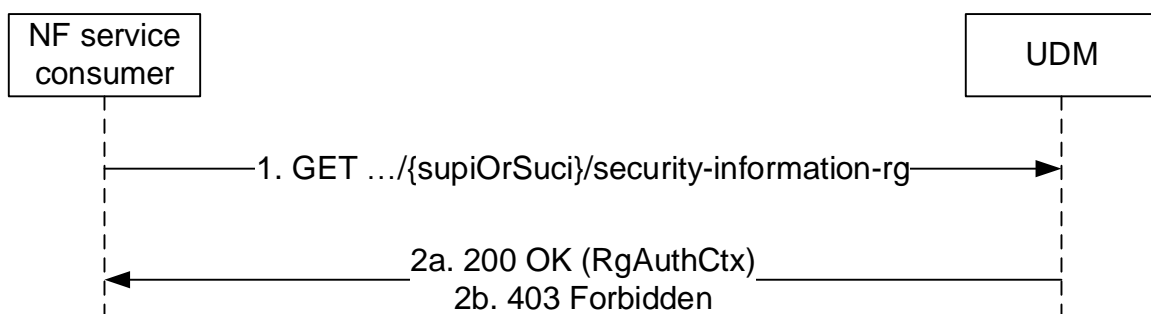 NF service
consumer
UDM
1. GET …/{supiOrSuci}/security-information-rg
2a. 200 OK (RgAuthCtx)
2b. 403 Forbidden